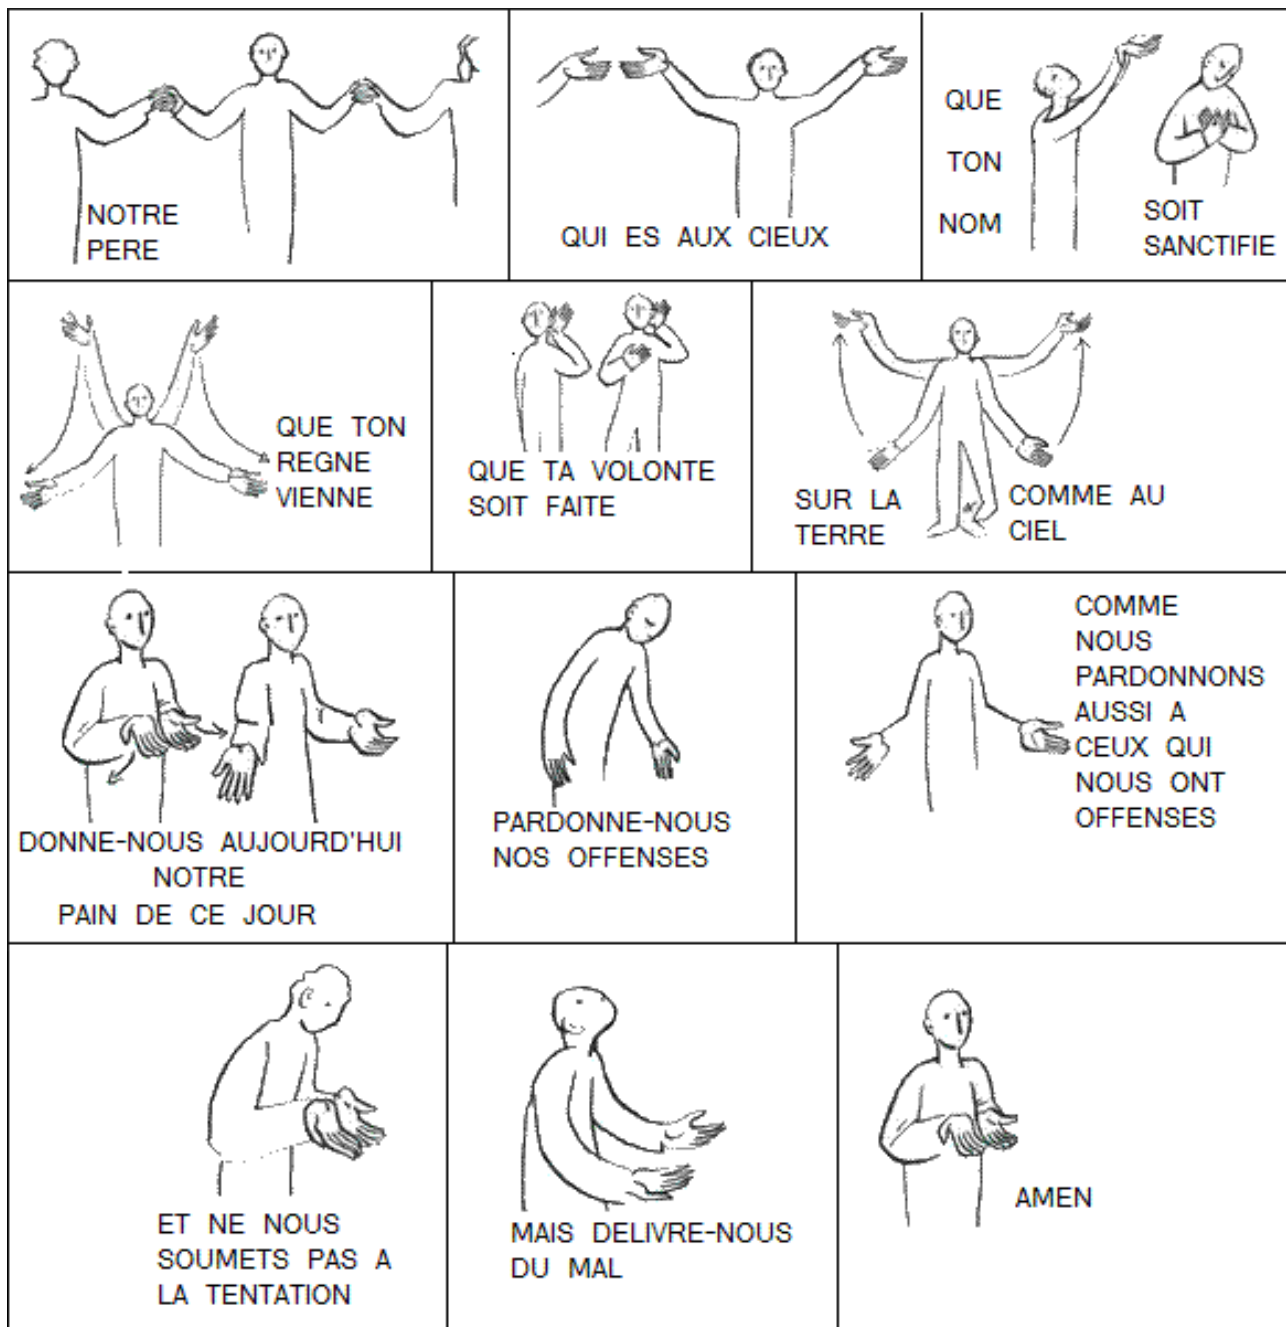 NOTRE
PERE
QUI ES AUX CIEUX
QUE
TON
NOM
SOIT
SANCTIFIE
QUE TON
REGNE
VIENNE
QUE TA VOLONTE
SOIT FAITE
SUR LA
TERRE
COMME AU
CIEL
DONNE-NOUS AUJOURD'HUI
NOTRE
PAIN DE CE JOUR
PARDONNE-NOUS
NOS OFFENSES
COMME
NOUS
PARDONNONS
AUSSI A
CEUX QUI
NOUS ONT
OFFENSES
ET NE NOUS
SOUMETS PAS A
LA TENTATION
MAIS DELIVRE-NOUS
DU MAL
AMEN